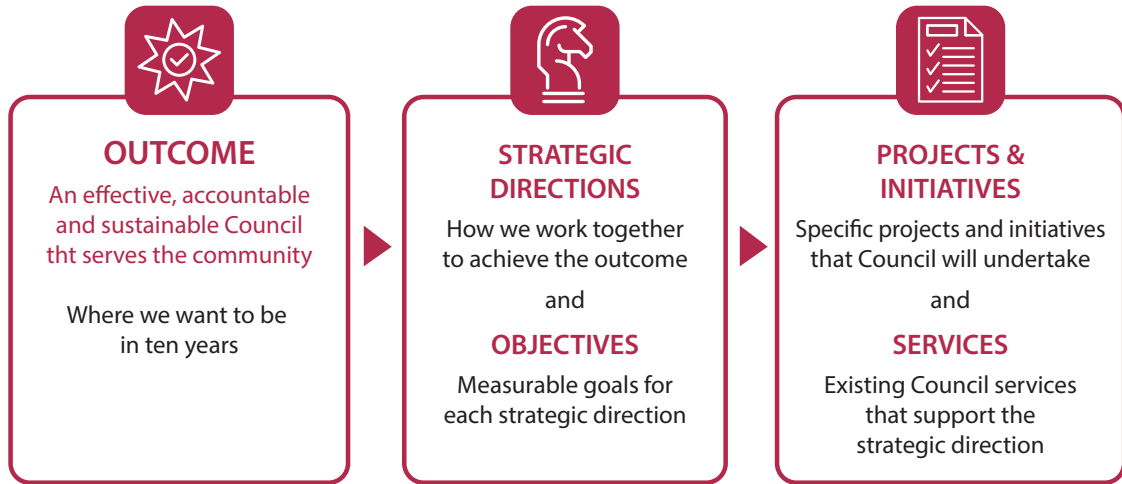 OUTCOME
An effective, accountable
and sustainable Council
tht serves the community
Where we want to be
in ten years
STRATEGIC
DIRECTIONS
How we work together
to achieve the outcome
and
OBJECTIVES
Measurable goals for
each strategic direction
PROJECTS &
INITIATIVES
Specific projects and initiatives
that Council will undertake
and
SERVICES
Existing Council services
that support the
strategic direction